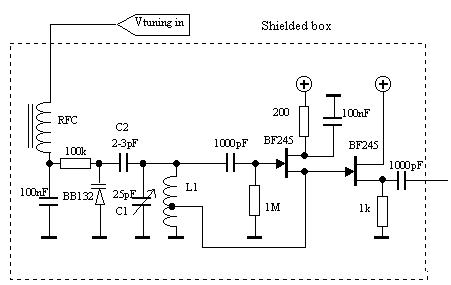 Vtuning in
Shielded box
RFC
100k
C2
2-3pF
1000pF
200
100nF
BF245
BF245
1000pF
100nF
BB132
25pF
C1
L1
1M
1k